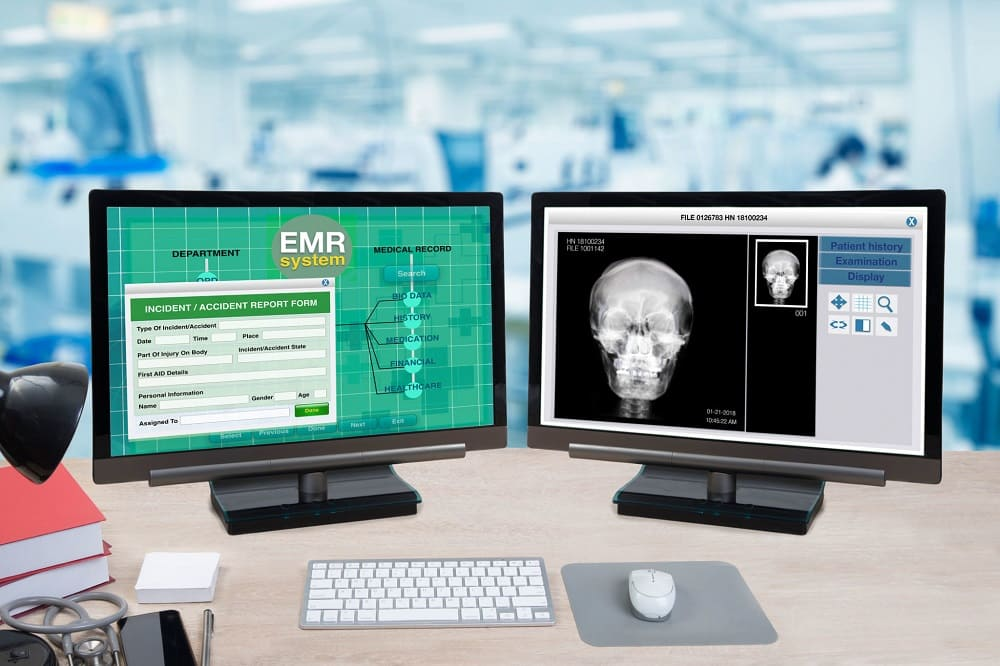 EMR
system
DEPARTMENT
OPD
MEDICAL RECORD
Search
BIO DATA
HISTORY
MEDICATION
FINANCIAL
HEALTHCARE
INCIDENT / ACCIDENT REPORT FORM
Type Of Incident/Accident
Date Time Place
Part Of Injury On Body Incident/Accident State
First AID Details
Personal Information
Name Gender Age
Assigned To Done
Select Previous Done Next Exit
FILE 0126783 HN 18100234
HN 18100234
FILE 1001142
001
01-21-2018
10:45:22 AM
Patient history
Examination
Display